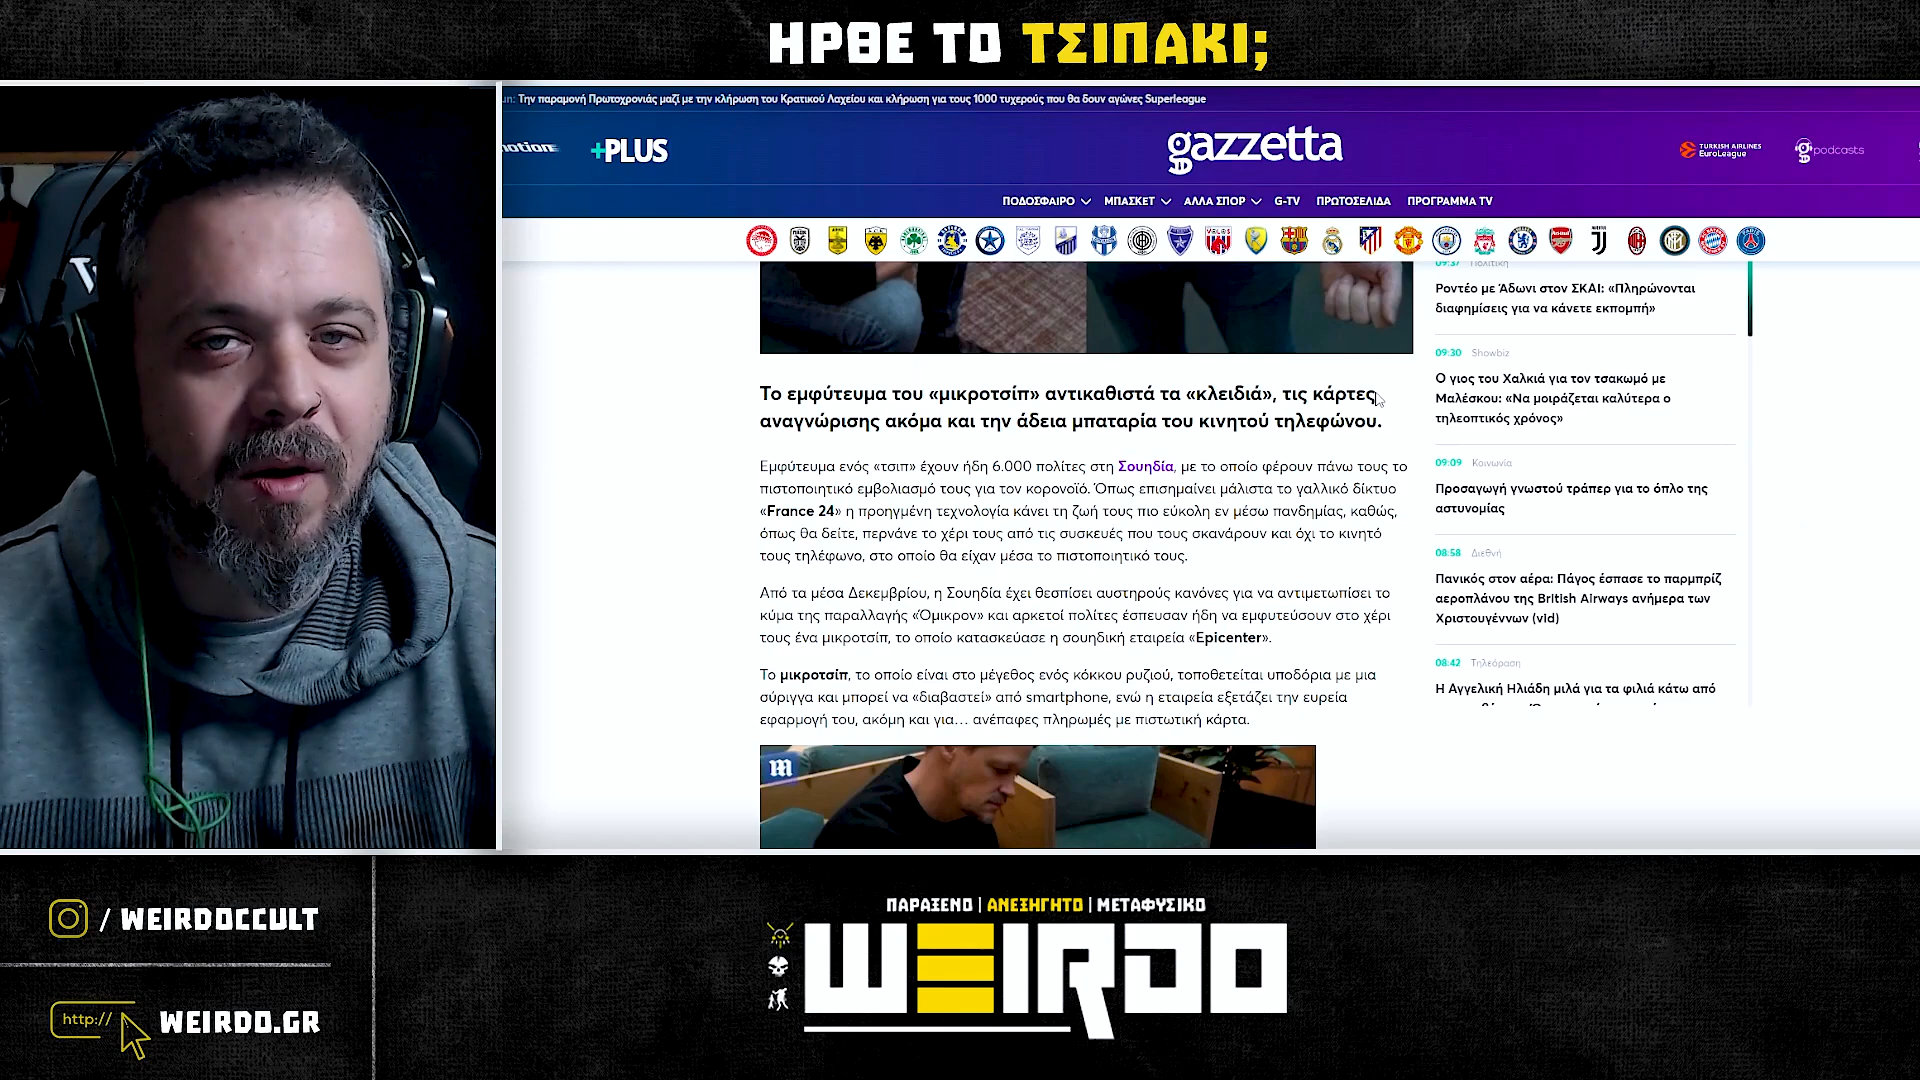 ΗΡΘΕ ΤΟ ΤΣΙΠΑΚΙ;
Την παραμονή Πρωτοχρονιάς μαζί με την κλήρωση του Κρατικού Λαχείου και κλήρωση για τους 1000 τυχερούς που θα δουν αγώνες Superleague
+PLUS
gazzetta
TURKISH AIRLINES
EuroLeague
podcasts
ΠΟΔΟΣΦΑΙΡΟ
ΜΠΑΣΚΕΤ
ΑΛΛΑ ΣΠΟΡ
G-TV
ΠΡΩΤΟΣΕΛΙΔΑ
ΠΡΟΓΡΑΜΜΑ TV
Το εμφύτευμα του «μικροτσίπ» αντικαθιστά τα «κλειδιά», τις κάρτες
αναγνώρισης ακόμα και την άδεια μπαταρία του κινητού τηλεφώνου.
Εμφύτευμα ενός «τσιπ» έχουν ήδη 6.000 πολίτες στη Σουηδία, με το οποίο φέρουν πάνω τους το
πιστοποιητικό εμβολιασμό τους για τον κορονοϊό. Όπως επισημαίνει μάλιστα το γαλλικό δίκτυο
«France 24» η προηγμένη τεχνολογία κάνει τη ζωή τους πιο εύκολη εν μέσω πανδημίας, καθώς,
όπως θα δείτε, περνάνε το χέρι τους από τις συσκευές που τους σκανάρουν και όχι το κινητό
τους τηλέφωνο, στο οποίο θα είχαν μέσα το πιστοποιητικό τους.
Από τα μέσα Δεκεμβρίου, η Σουηδία έχει θεσπίσει αυστηρούς κανόνες για να αντιμετωπίσει το
κύμα της παραλλαγής «Όμικρον» και αρκετοί πολίτες έσπευσαν ήδη να εμφυτεύσουν στο χέρι
τους ένα μικροτσίπ, το οποίο κατασκεύασε η σουηδική εταιρεία «Epicenter».
Το μικροτσίπ, το οποίο είναι στο μέγεθος ενός κόκκου ρυζιού, τοποθετείται υποδόρια με μια
σύριγγα και μπορεί να «διαβαστεί» από smartphone, ενώ η εταιρεία εξετάζει την ευρεία
εφαρμογή του, ακόμη και για... ανέπαφες πληρωμές με πιστωτική κάρτα.
09:37 Πολιτική
Ροντέο με Άδωνι στον ΣΚΑΙ: «Πληρώνονται
διαφημίσεις για να κάνετε εκπομπή»
09:30 Showbiz
Ο γιος του Χαλκιά για τον τσακωμό με
Μαλέσκου: «Να μοιράζεται καλύτερα ο
τηλεοπτικός χρόνος»
09:09 Κοινωνία
Προσαγωγή γνωστού τράπερ για το όπλο της
αστυνομίας
08:58 Διεθνή
Πανικός στον αέρα: Πάγος έσπασε το παρμπρίζ
αεροπλάνου της British Airways ανήμερα των
Χριστουγέννων (vid)
08:42 Τηλεόραση
Η Αγγελική Ηλιάδη μιλά για τα φιλιά κάτω από
m
/ WEIRDOCCULT
http:// WEIRDO.GR
ΠΑΡΑΞΕΝΟ | ΑΝΕΞΗΓΗΤΟ | ΜΕΤΑΦΥΣΙΚΟ
WEIRDO